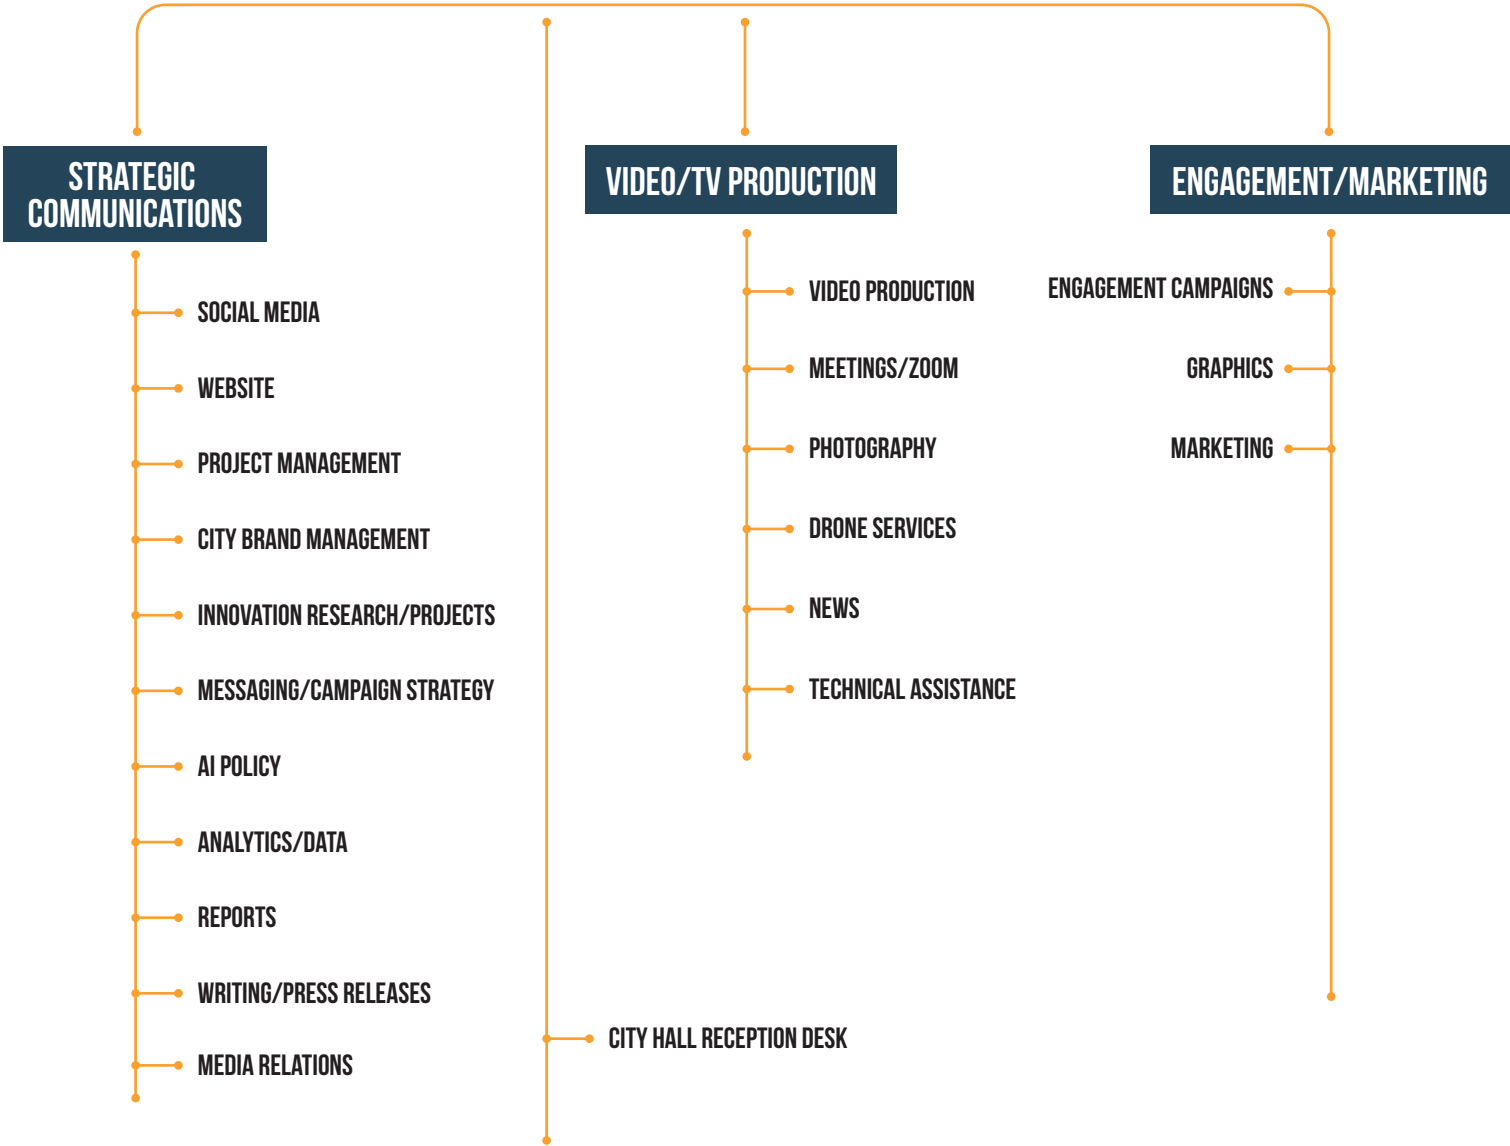 STRATEGIC
COMMUNICATIONS
SOCIAL MEDIA
WEBSITE
PROJECT MANAGEMENT
CITY BRAND MANAGEMENT
INNOVATION RESEARCH/PROJECTS
MESSAGING/CAMPAIGN STRATEGY
AI POLICY
ANALYTICS/DATA
REPORTS
WRITING/PRESS RELEASES
MEDIA RELATIONS
CITY HALL RECEPTION DESK
VIDEO/TV PRODUCTION
VIDEO PRODUCTION
MEETINGS/ZOOM
PHOTOGRAPHY
DRONE SERVICES
NEWS
TECHNICAL ASSISTANCE
ENGAGEMENT/MARKETING
ENGAGEMENT CAMPAIGNS
GRAPHICS
MARKETING